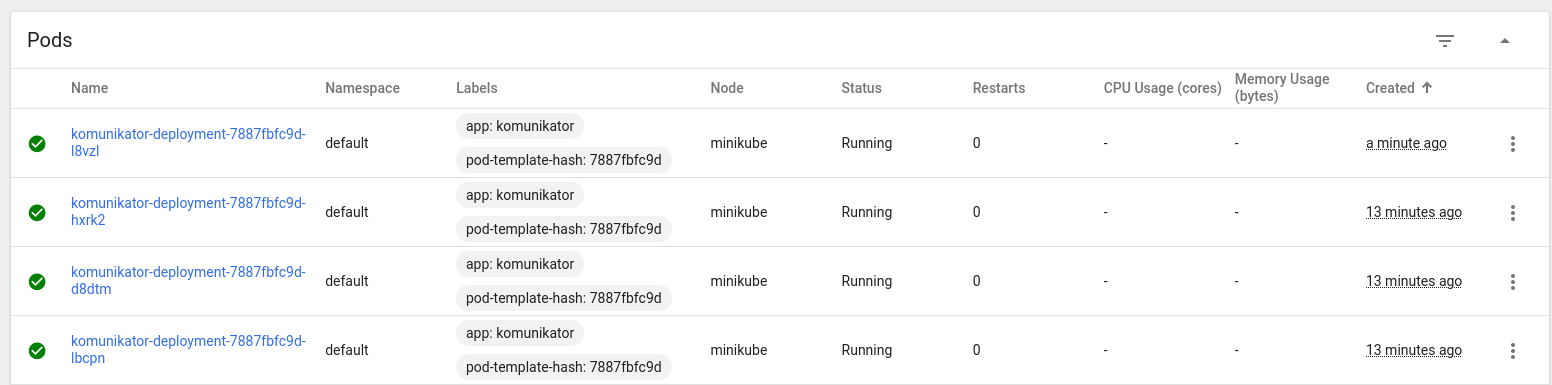 Pods
Name Namespace Labels Node Status Restarts CPU Usage (cores) Memory Usage (bytes) Created
komunikator-deployment-7887fbfc9d-l8vzl default app: komunikator pod-template-hash: 7887fbfc9d minikube Running 0 - - a minute ago
komunikator-deployment-7887fbfc9d-hxrk2 default app: komunikator pod-template-hash: 7887fbfc9d minikube Running 0 - - 13 minutes ago
komunikator-deployment-7887fbfc9d-d8dtm default app: komunikator pod-template-hash: 7887fbfc9d minikube Running 0 - - 13 minutes ago
komunikator-deployment-7887fbfc9d-lbcpn default app: komunikator pod-template-hash: 7887fbfc9d minikube Running 0 - - 13 minutes ago